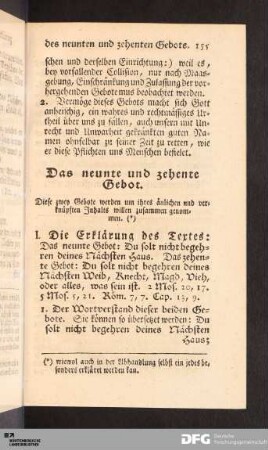 des neunten und zehenten Gebots. 155
schen und derselben Einrichtung:) weil es,
bey vorfallender Collision, nur nach Maas-
gebung, Einschränkung und Zulassung der vor-
hergehenden Gebote mus beobachtet werden.
2. Vermöge dieses Gebots macht sich Gott
anheischig, ein wahres und rechtmässiges Ur-
theil über uns zu fällen, auch unsern mit Un-
recht und Unwarheit gekränkten guten Na-
men ohnfelbar zu seiner Zeit zu retten, wie
er diese Pflichten uns Menschen befielet.
Das neunte und zehente
Gebot.
Diese zwey Gebote werden um ihres änlichen und ver-
knüpften Inhalts willen zusammen genom-
men. (*)
I. Die Erklärung des Textes:
Das neunte Gebot: Du solt nicht begeh-
ren deines Nächsten Haus. Das zehen-
te Gebot: Du solt nicht begehren deines
Nächsten Weib, Knecht, Magd, Vieh,
oder alles, was sein ist. 2 Mos. 20, 17.
5 Mos. 5, 21. Röm. 7, 7. Cap. 13, 9.
1. Der Wortverstand dieser beiden Ge-
bote. Sie können so übersetzet werden: Du
solt nicht begehren deines Nächsten
Haus;
(*) wiewol auch in der Abhandlung selbst ein jedes be-
sonders erkläret werden kan.
DFG Deutsche
Forschungsgemeinschaft